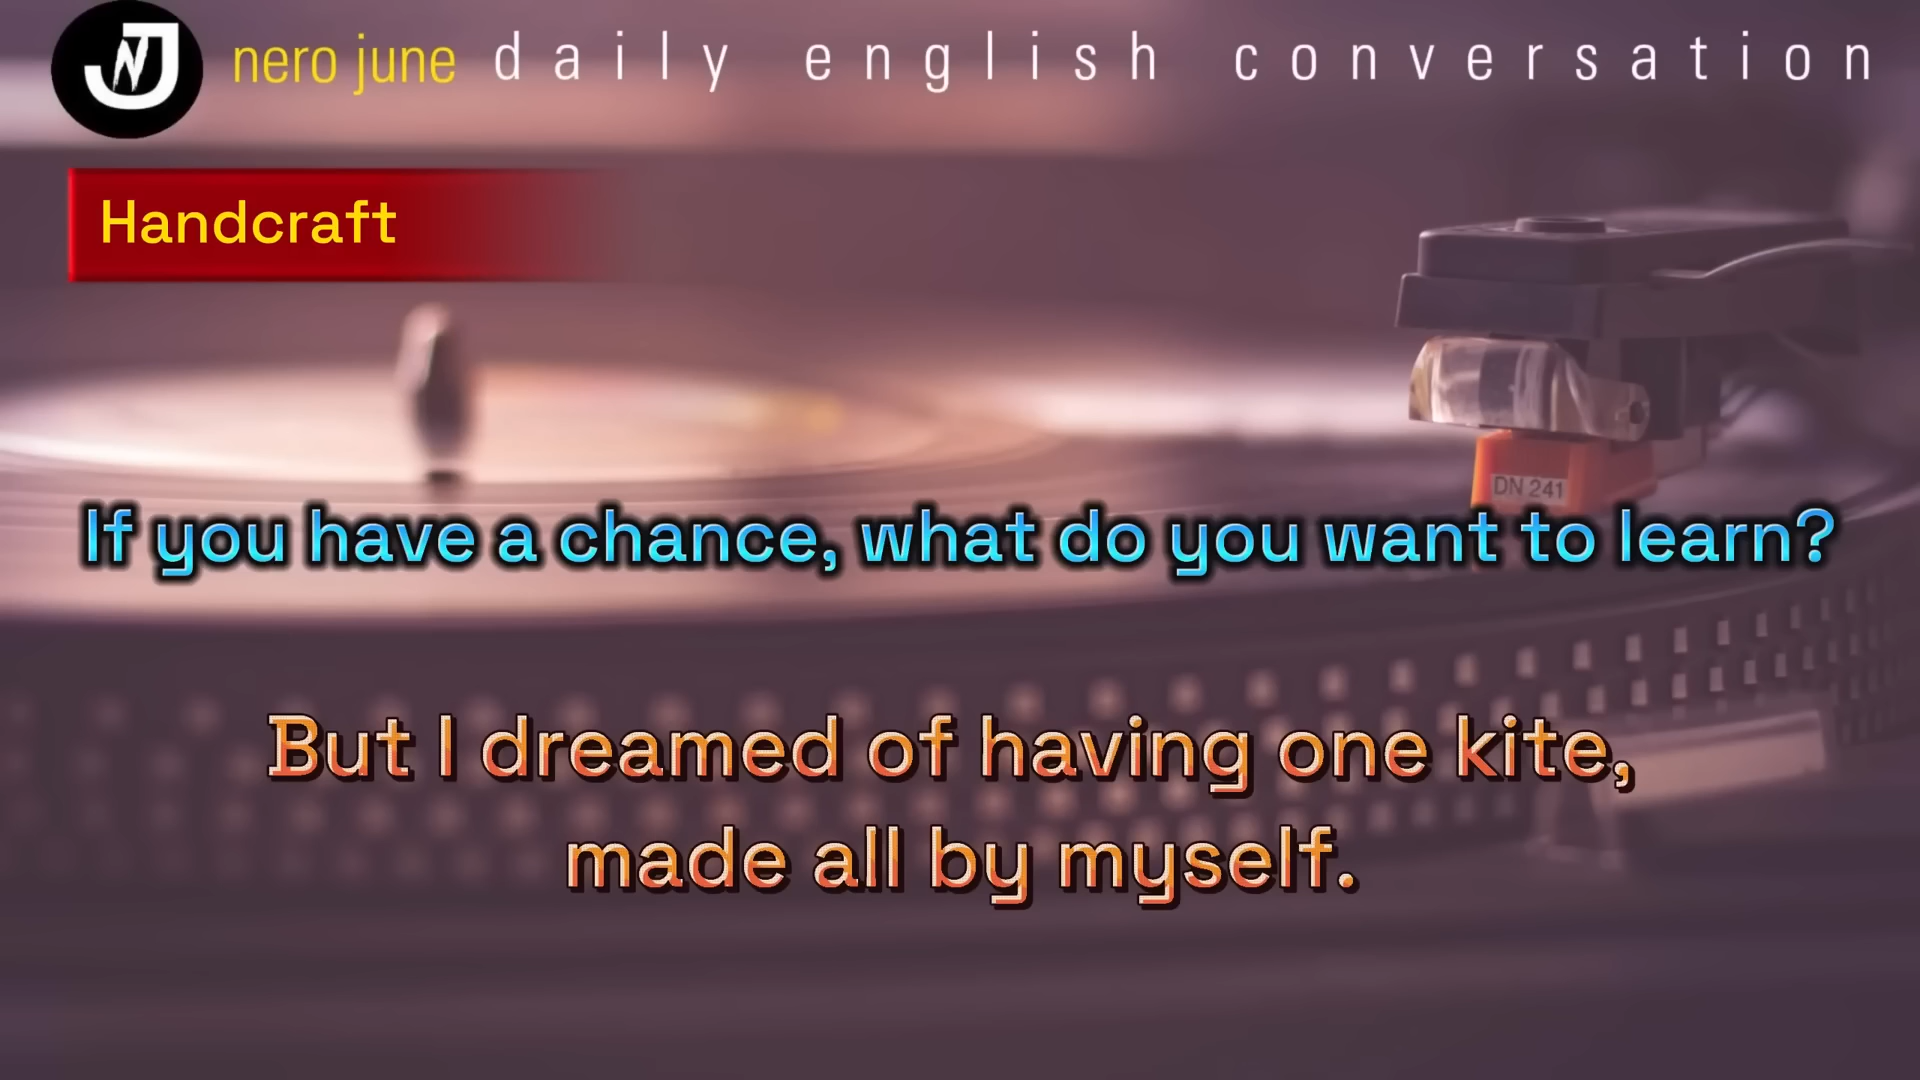 NJ
nero june daily english conversation
Handcraft
DN 241
If you have a chance, what do you want to learn?
But I dreamed of having one kite,
made all by myself.